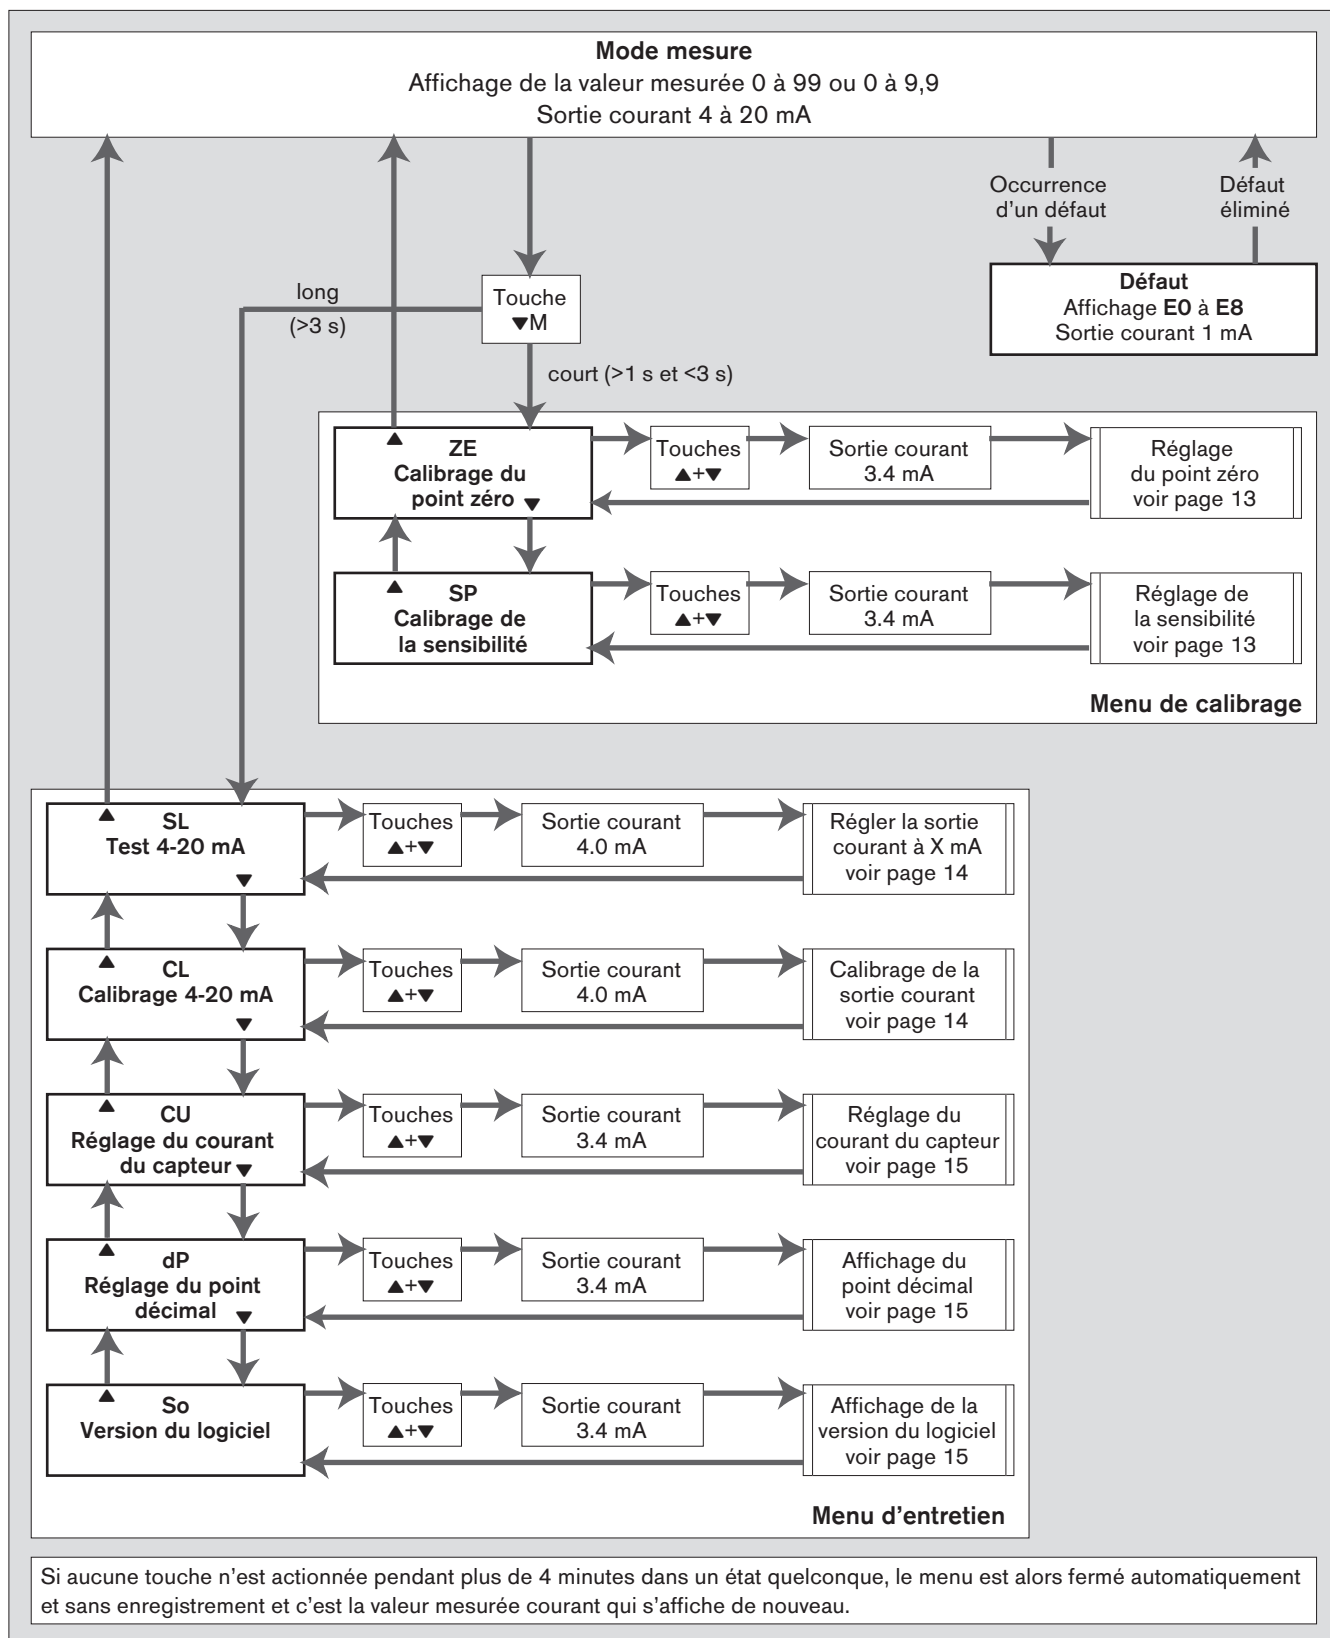 Mode mesure
Affichage de la valeur mesurée 0 à 99 ou 0 à 9,9
Sortie courant 4 à 20 mA
Occurrence
d'un défaut
Défaut
éliminé
Défaut
Affichage E0 à E8
Sortie courant 1 mA
long
(>3 s)
Touche
▼M
court (>1 s et <3 s)
▲ ZE
Calibrage du
point zéro ▼
Touches
▲+▼
Sortie courant
3.4 mA
Réglage
du point zéro
voir page 13
▲ SP
Calibrage de
la sensibilité
Touches
▲+▼
Sortie courant
3.4 mA
Réglage de
la sensibilité
voir page 13
Menu de calibrage
▲ SL
Test 4-20 mA
▼
Touches
▲+▼
Sortie courant
4.0 mA
Régler la sortie
courant à X mA
voir page 14
▲ CL
Calibrage 4-20 mA
▼
Touches
▲+▼
Sortie courant
4.0 mA
Calibrage de la
sortie courant
voir page 14
▲ CU
Réglage du courant
du capteur ▼
Touches
▲+▼
Sortie courant
3.4 mA
Réglage du
courant du capteur
voir page 15
▲ dP
Réglage du point
décimal ▼
Touches
▲+▼
Sortie courant
3.4 mA
Affichage du
point décimal
voir page 15
▲ So
Version du logiciel
Touches
▲+▼
Sortie courant
3.4 mA
Affichage de la
version du logiciel
voir page 15
Menu d'entretien
Si aucune touche n'est actionnée pendant plus de 4 minutes dans un état quelconque, le menu est alors fermé automatiquement
et sans enregistrement et c'est la valeur mesurée courant qui s'affiche de nouveau.